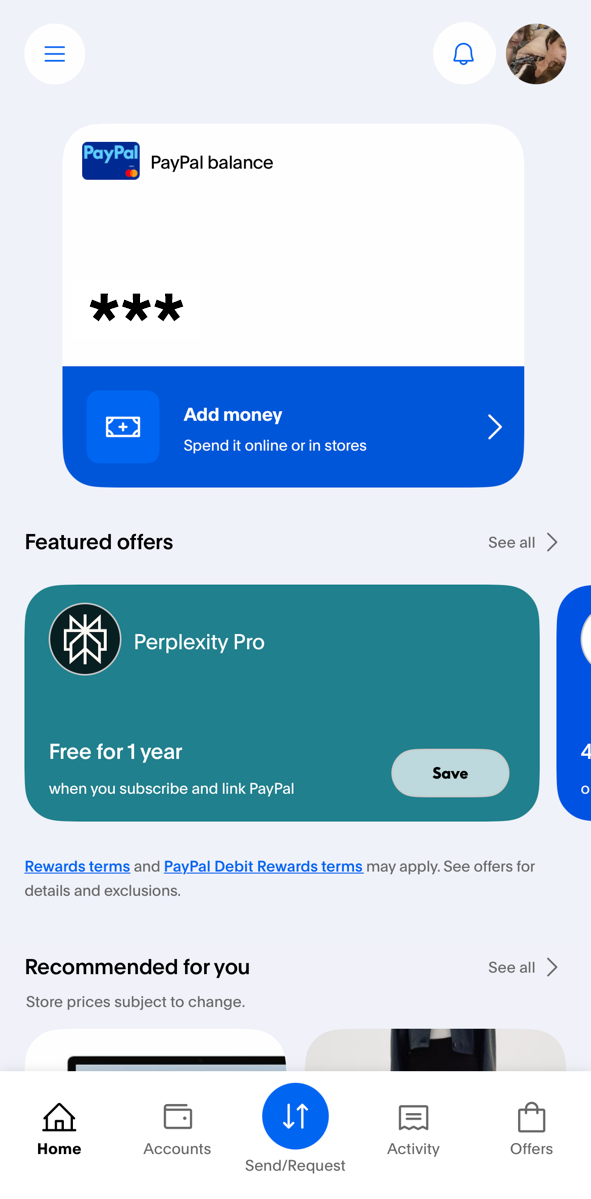 PayPal
PayPal balance
***
Add money
Spend it online or in stores
Featured offers
See all
Perplexity Pro
Free for 1 year
when you subscribe and link PayPal
Save
4
Rewards terms and PayPal Debit Rewards terms may apply. See offers for
details and exclusions.
Recommended for you
See all
Store prices subject to change.
Home
Accounts
Send/Request
Activity
Offers